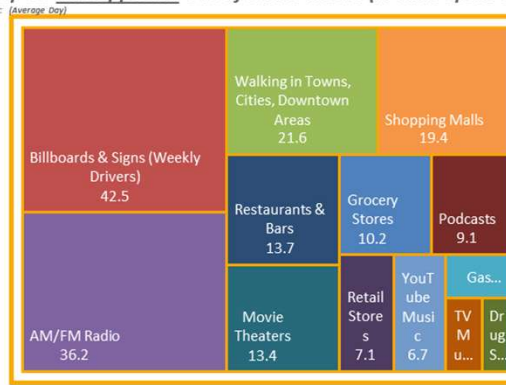 (Average Day)
Walking in Towns,
Cities, Downtown
Areas
21.6
Shopping Malls
19.4
Billboards & Signs (Weekly
Drivers)
42.5
Restaurants &
Bars
13.7
Grocery
Stores
10.2
Podcasts
9.1
AM/FM Radio
36.2
Movie
Theaters
13.4
Retail
Store
s
7.1
YouT
ube
Musi
c
6.7
Gas...
TV
M
u...
Dr
ug
S...